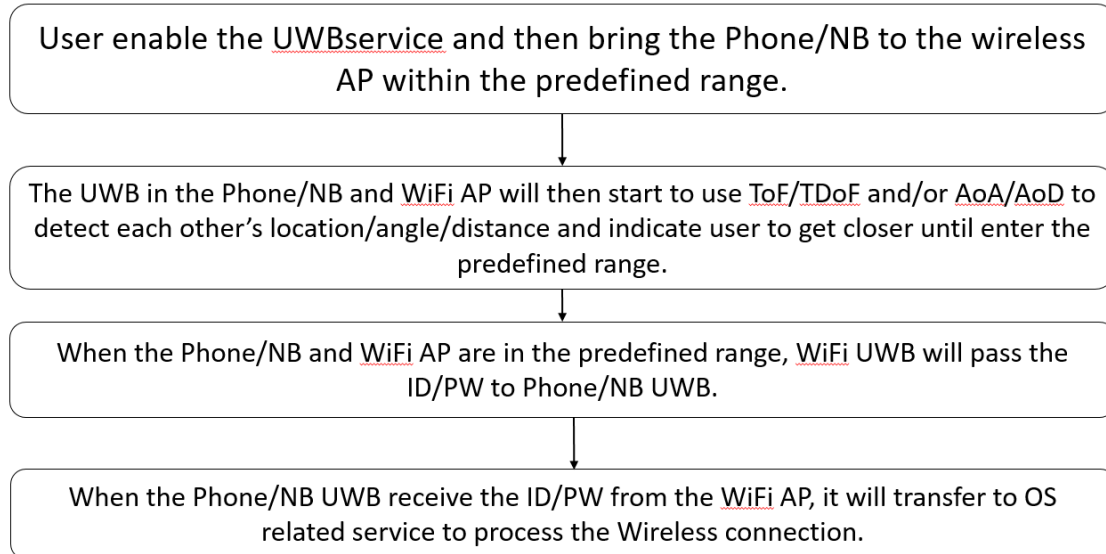 User enable the UWBservice and then bring the Phone/NB to the wireless
AP within the predefined range.
The UWB in the Phone/NB and WiFi AP will then start to use ToF/TDoF and/or AoA/AoD to
detect each other’s location/angle/distance and indicate user to get closer until enter the
predefined range.
When the Phone/NB and WiFi AP are in the predefined range, WiFi UWB will pass the
ID/PW to Phone/NB UWB.
When the Phone/NB UWB receive the ID/PW from the WiFi AP, it will transfer to OS
related service to process the Wireless connection.